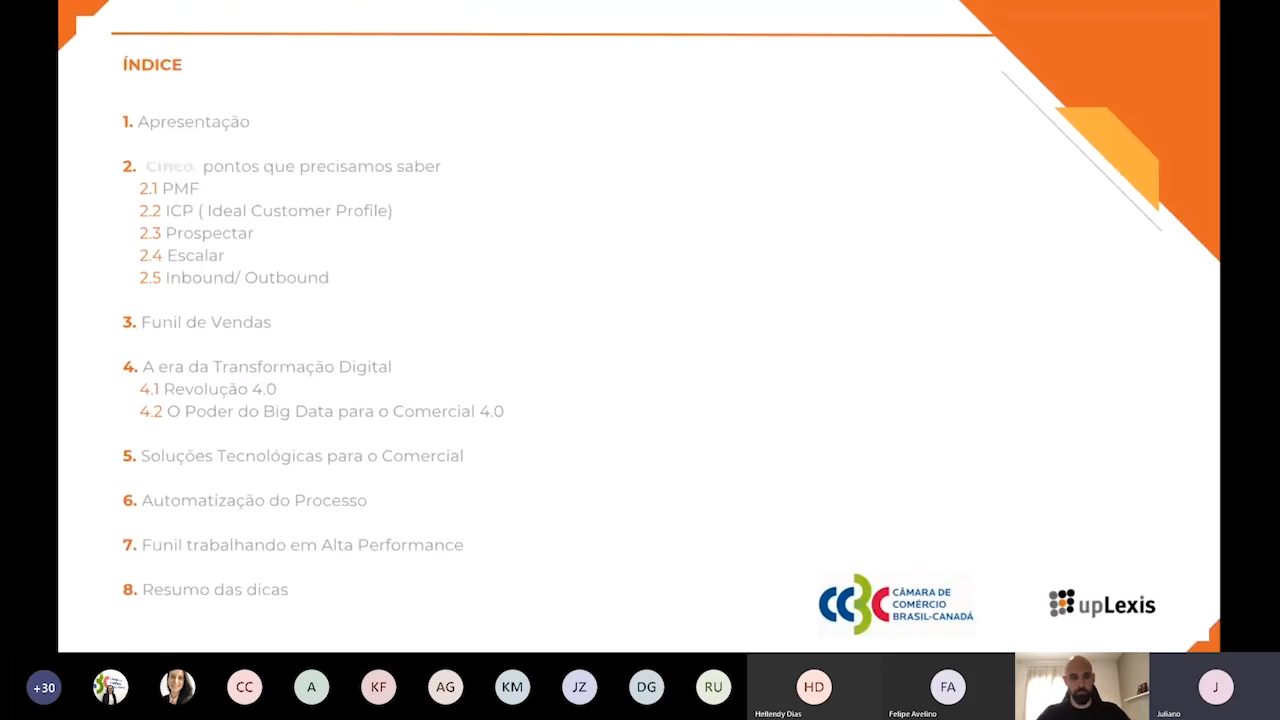 ÍNDICE
1. Apresentação
2. Cinco pontos que precisamos saber
2.1 PMF
2.2 ICP ( Ideal Customer Profile)
2.3 Prospectar
2.4 Escalar
2.5 Inbound/ Outbound
3. Funil de Vendas
4. A era da Transformação Digital
4.1 Revolução 4.0
4.2 O Poder do Big Data para o Comercial 4.0
5. Soluções Tecnológicas para o Comercial
6. Automatização do Processo
7. Funil trabalhando em Alta Performance
8. Resumo das dicas
CCBC CÂMARA DE
COMÉRCIO
BRASIL-CANADÁ
upLexis
+30
CC
A
KF
AG
KM
JZ
DG
RU
HD
FA
J
Hellendy Dias
Felipe Avelino
Juliano